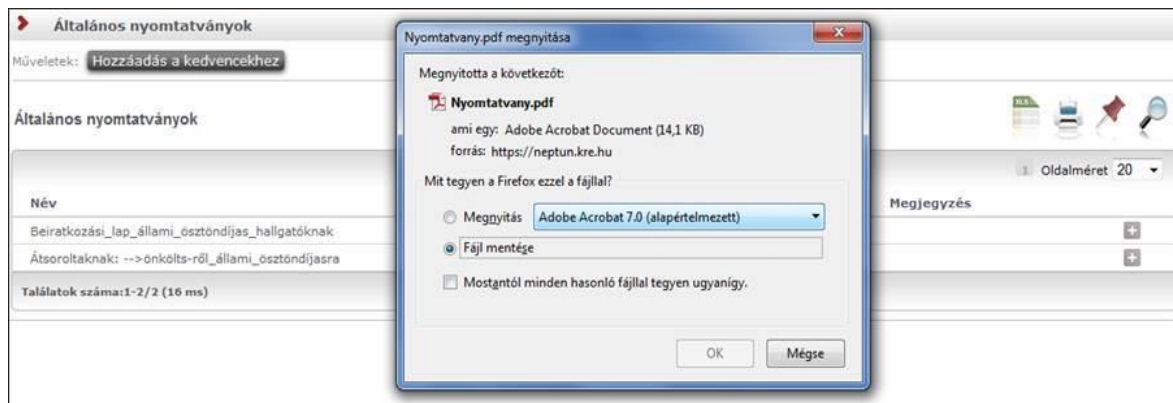 Általános nyomtatványok
Műveletek: Hozzáadás a kedvencekhez
Általános nyomtatványok
XLS
1 Oldalméret 20
Név Megjegyzés
Beiratkozási_lap_állami_ösztöndíjas_hallgatóknak
Átsoroltaknak: -->önkölts-ről_állami_ösztöndíjasra
Találatok száma:1-2/2 (16 ms)
Nyomtatvany.pdf megnyitása
Megnyitotta a következőt:
Nyomtatvany.pdf
ami egy: Adobe Acrobat Document (14,1 KB)
forrás: https://neptun.kre.hu
Mit tegyen a Firefox ezzel a fájllal?
Megnyitás Adobe Acrobat 7.0 (alapértelmezett)
Fájl mentése
Mostantól minden hasonló fájllal tegyen ugyanígy.
OK Mégse